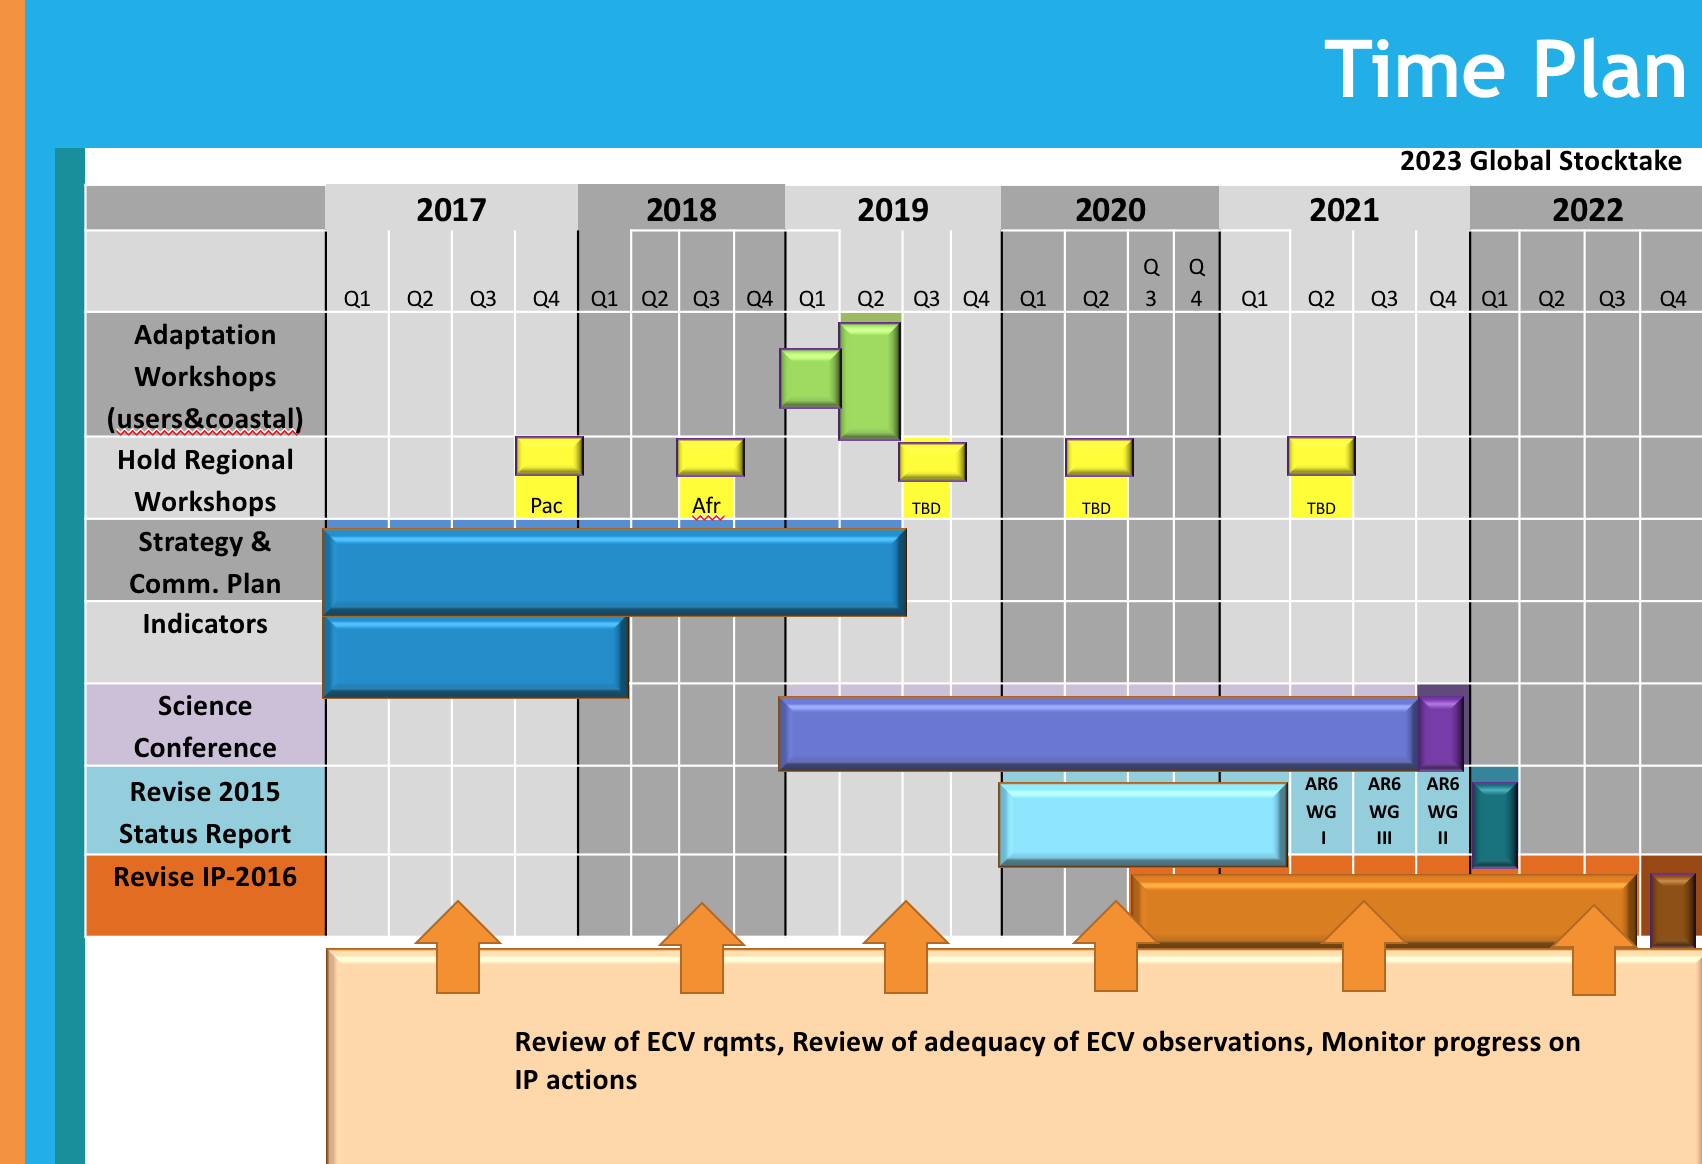 Time Plan
2023 Global Stocktake
2017 2018 2019 2020 2021 2022
Q1 Q2 Q3 Q4 Q1 Q2 Q3 Q4 Q1 Q2 Q3 Q4 Q1 Q2 Q3 Q4 Q1 Q2 Q3 Q4 Q1 Q2 Q3 Q4
Adaptation
Workshops
(users&coastal)
Hold Regional
Workshops
Pac Afr TBD TBD TBD
Strategy &
Comm. Plan
Indicators
Science
Conference
Revise 2015
Status Report
AR6 AR6 AR6
WG WG WG
I III II
Revise IP-2016
Review of ECV rqmts, Review of adequacy of ECV observations, Monitor progress on
IP actions